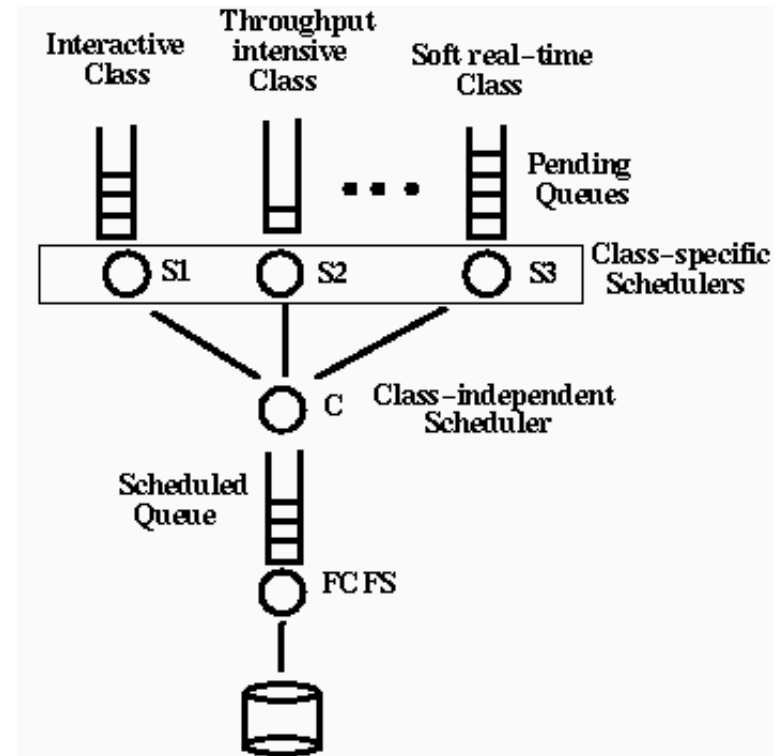 Interactive
Class
Throughput
intensive
Class
Soft real-time
Class
Pending
Queues
S1
S2
S3
Class-specific
Schedulers
C
Class-independent
Scheduler
Scheduled
Queue
FCFS